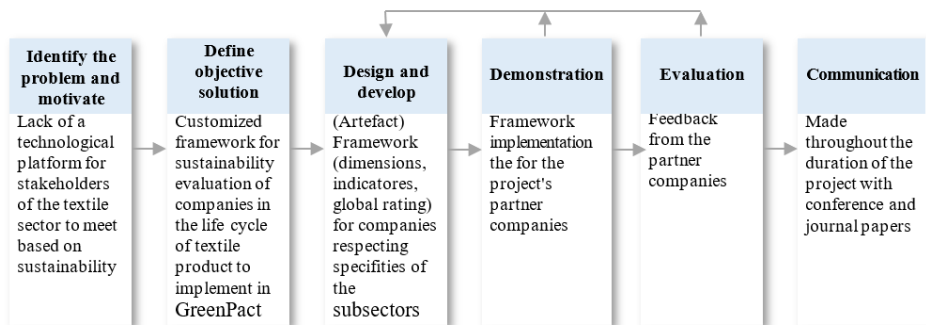 Identify the
problem and
motivate
Lack of a
technological
platform for
stakeholders
of the textile
sector to meet
based on
sustainability
Define
objective
solution
Customized
framework for
sustainability
evaluation of
companies in
the life cycle
of textile
product to
implement in
GreenPact
Design and
develop
(Artefact)
Framework
(dimensions,
indicatores,
global rating)
for companies
respecting
specifities of
the
subsectors
Demonstration
Framework
implementation
the for the
project's
partner
companies
Evaluation
Feedback
from the
partner
companies
Communication
Made
throughout the
duration of the
project with
conference and
journal papers